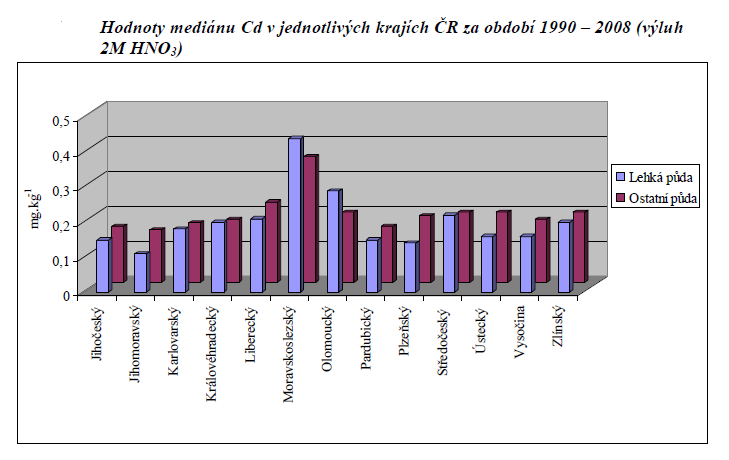 Hodnoty mediánu Cd v jednotlivých krajích ČR za období 1990 – 2008 (výluh
2M HNO3)
0,5
0,4
0,3
0,2
0,1
0
mg.kg-1
Lehká půda
Ostatní půda
Jihočeský
Jihomoravský
Karlovarský
Královéhradecký
Liberecký
Moravskoslezský
Olomoucký
Pardubický
Plzeňský
Středočeský
Ústecký
Vysočina
Zlínský